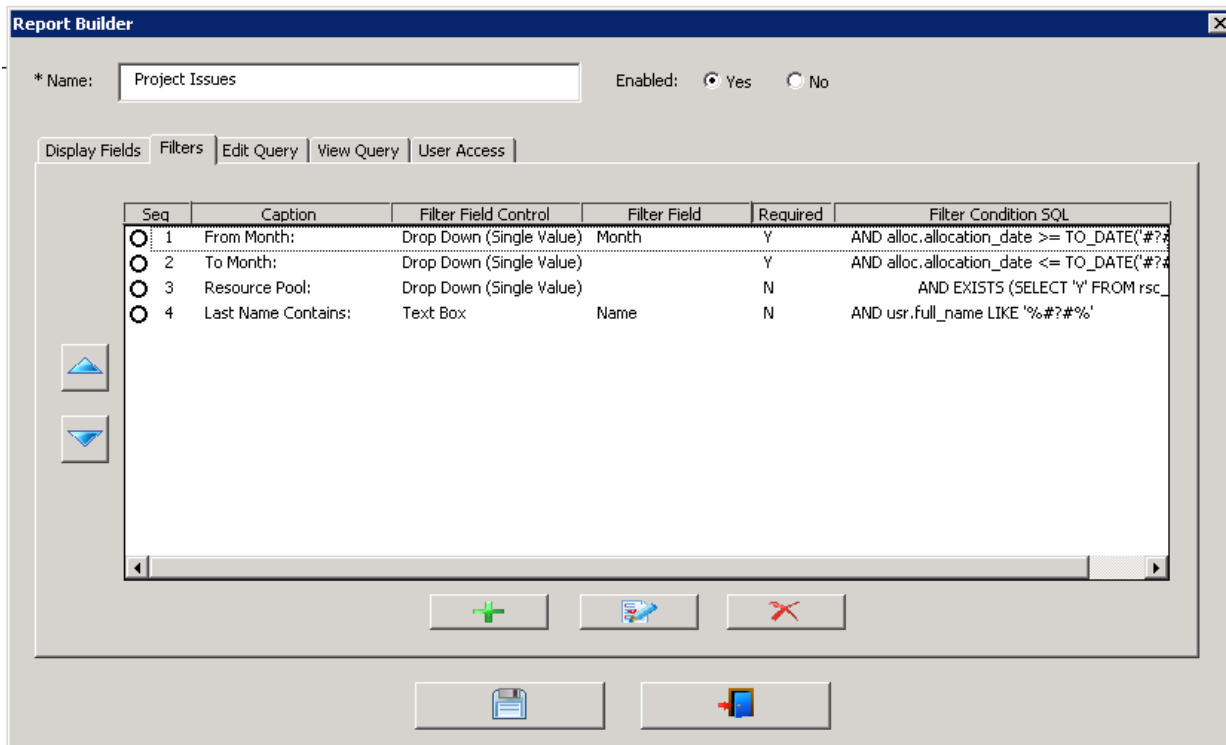 Report Builder
* Name: Project Issues Enabled: Yes No
Display Fields Filters Edit Query View Query User Access
Seq Caption Filter Field Control Filter Field Required Filter Condition SQL
1 From Month: Drop Down (Single Value) Month Y AND alloc.allocation_date >= TO_DATE('#?#
2 To Month: Drop Down (Single Value) Y AND alloc.allocation_date <= TO_DATE('#?#
3 Resource Pool: Drop Down (Single Value) N AND EXISTS (SELECT 'Y' FROM rsc_
4 Last Name Contains: Text Box Name N AND usr.full_name LIKE '%#?#%'